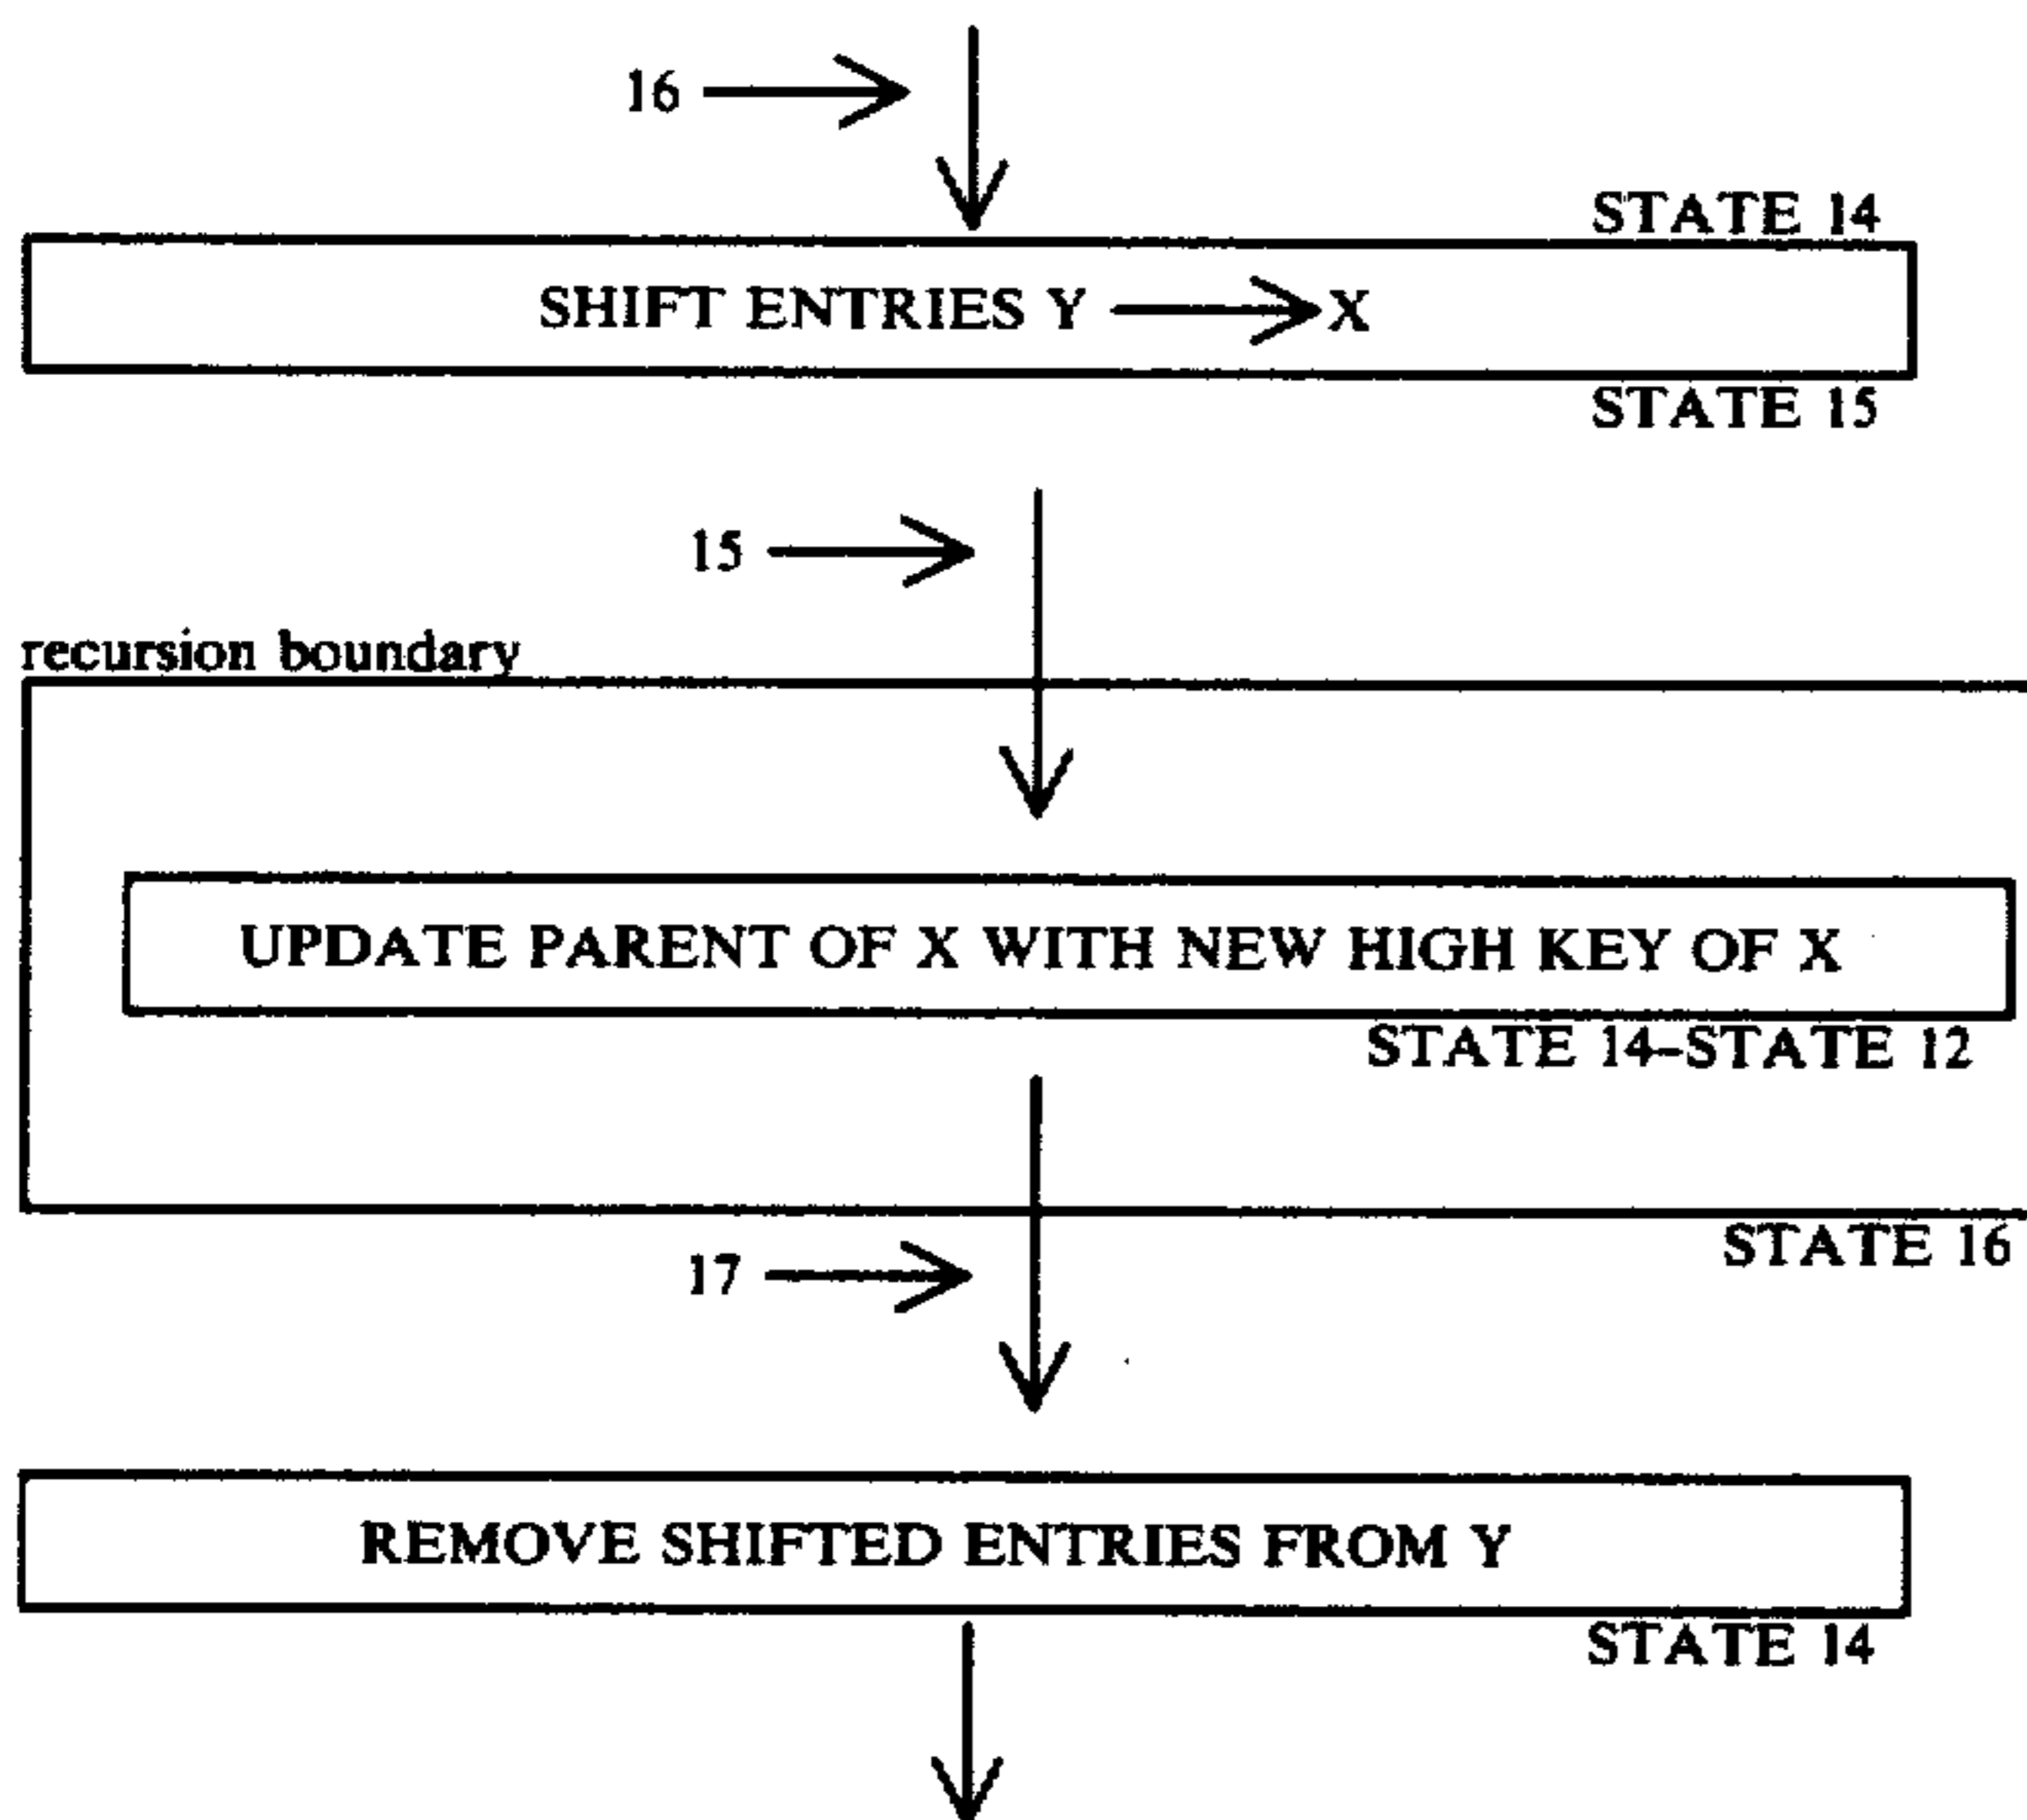 16
STATE 14
SHIFT ENTRIES Y X
STATE 15
15
recursion boundary
UPDATE PARENT OF X WITH NEW HIGH KEY OF X
STATE 14-STATE 12
STATE 16
17
REMOVE SHIFTED ENTRIES FROM Y
STATE 14